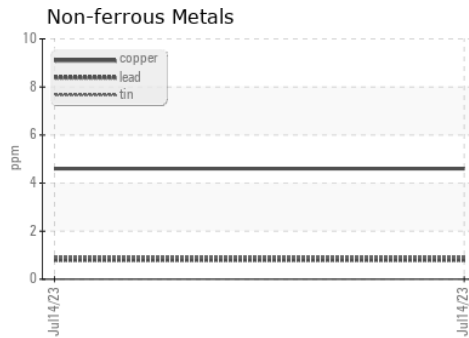 Non-ferrous Metals
10
copper
lead
tin
8
6
ppm
4
2
0
Jul14/23
Jul14/23